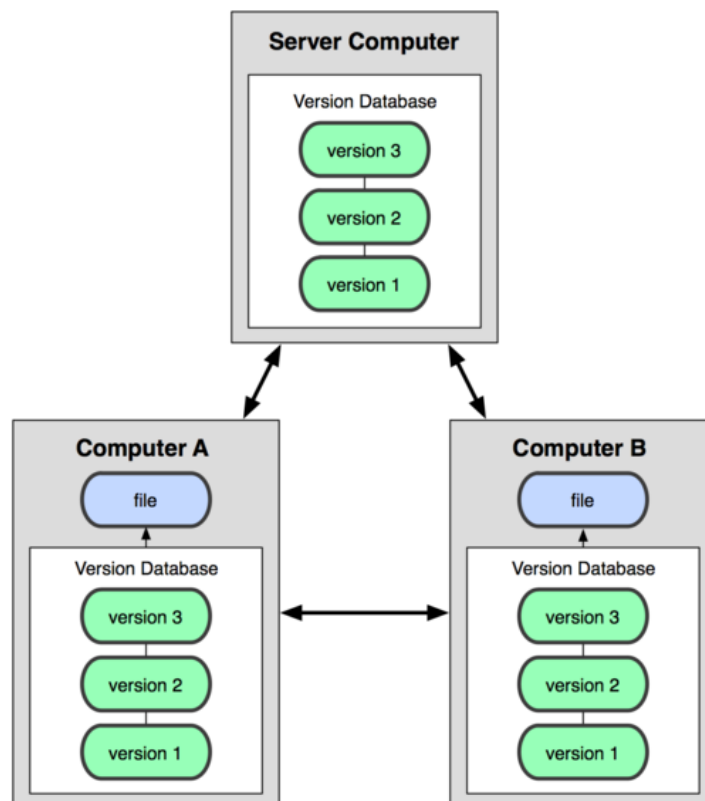 Server Computer
Version Database
version 3
version 2
version 1
Computer A
file
Version Database
version 3
version 2
version 1
Computer B
file
Version Database
version 3
version 2
version 1